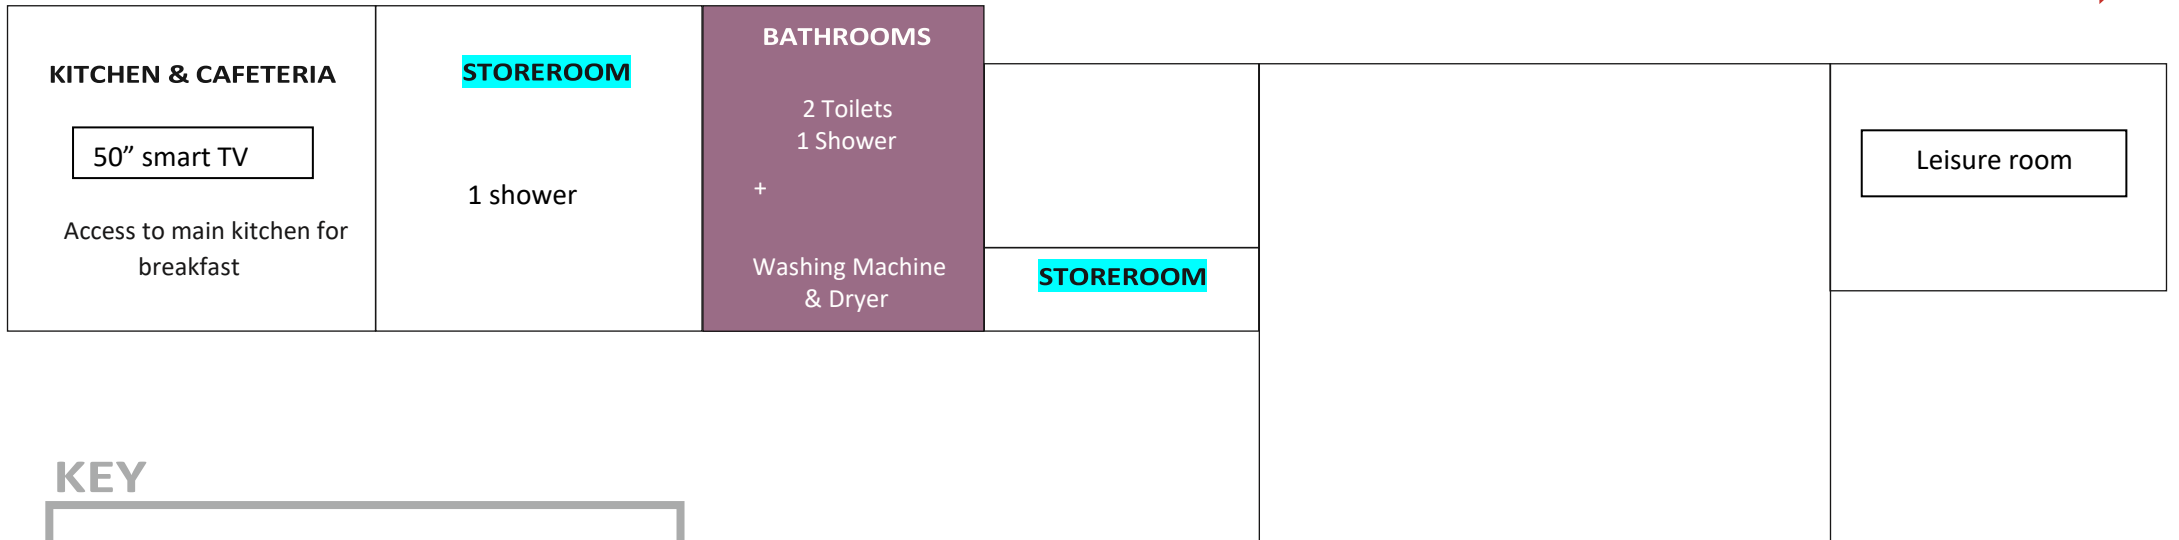 KITCHEN & CAFETERIA
50” smart TV
Access to main kitchen for
breakfast
STOREROOM
1 shower
BATHROOMS
2 Toilets
1 Shower
+
Washing Machine
& Dryer
STOREROOM
Leisure room
KEY